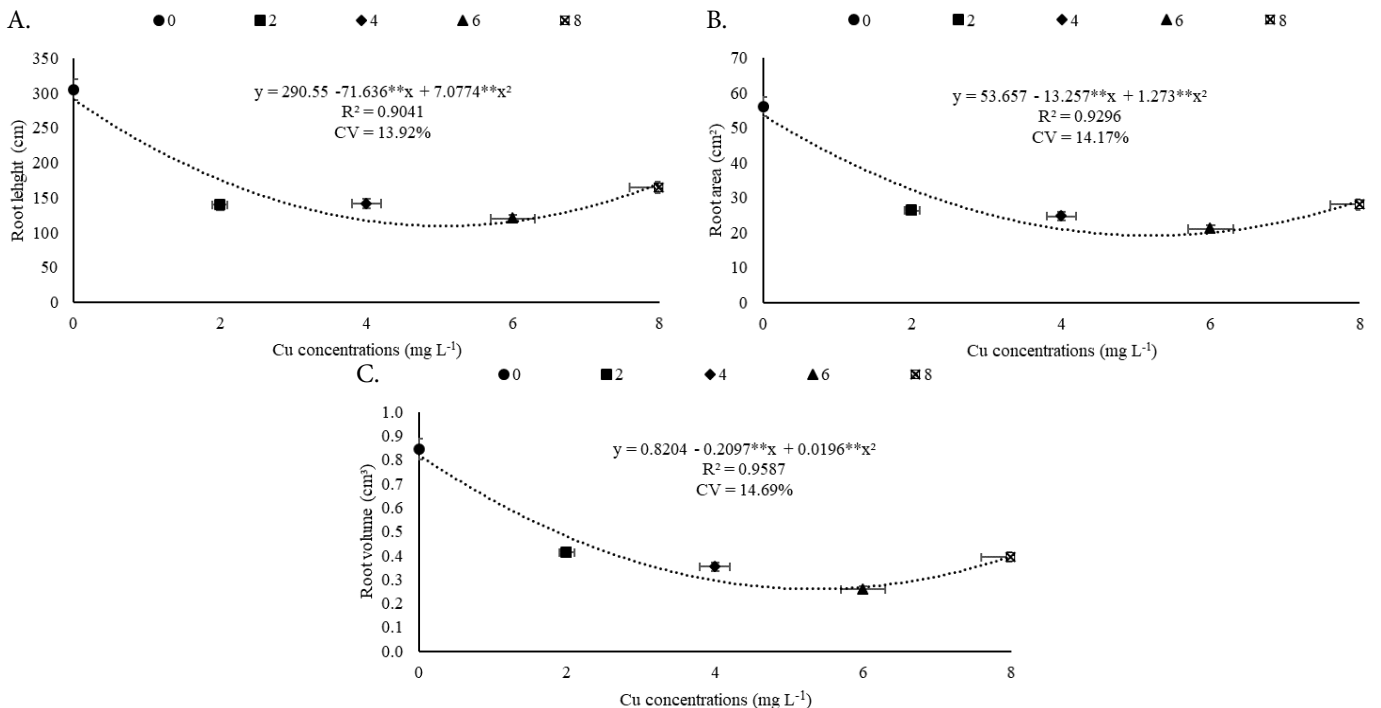 A.
0 2 4 6 8
350
300
250
200
150
100
50
0
Root lehght (cm)
y = 290.55 -71.636**x + 7.0774**x²
R² = 0.9041
CV = 13.92%
0 2 4 6 8
Cu concentrations (mg L⁻¹)
B.
0 2 4 6 8
70
60
50
40
30
20
10
0
Root area (cm²)
y = 53.657 - 13.257**x + 1.273**x²
R² = 0.9296
CV = 14.17%
0 2 4 6 8
Cu concentrations (mg L⁻¹)
C.
0 2 4 6 8
1.0
0.9
0.8
0.7
0.6
0.5
0.4
0.3
0.2
0.1
0.0
Root volume (cm³)
y = 0.8204 - 0.2097**x + 0.0196**x²
R² = 0.9587
CV = 14.69%
0 2 4 6 8
Cu concentrations (mg L⁻¹)